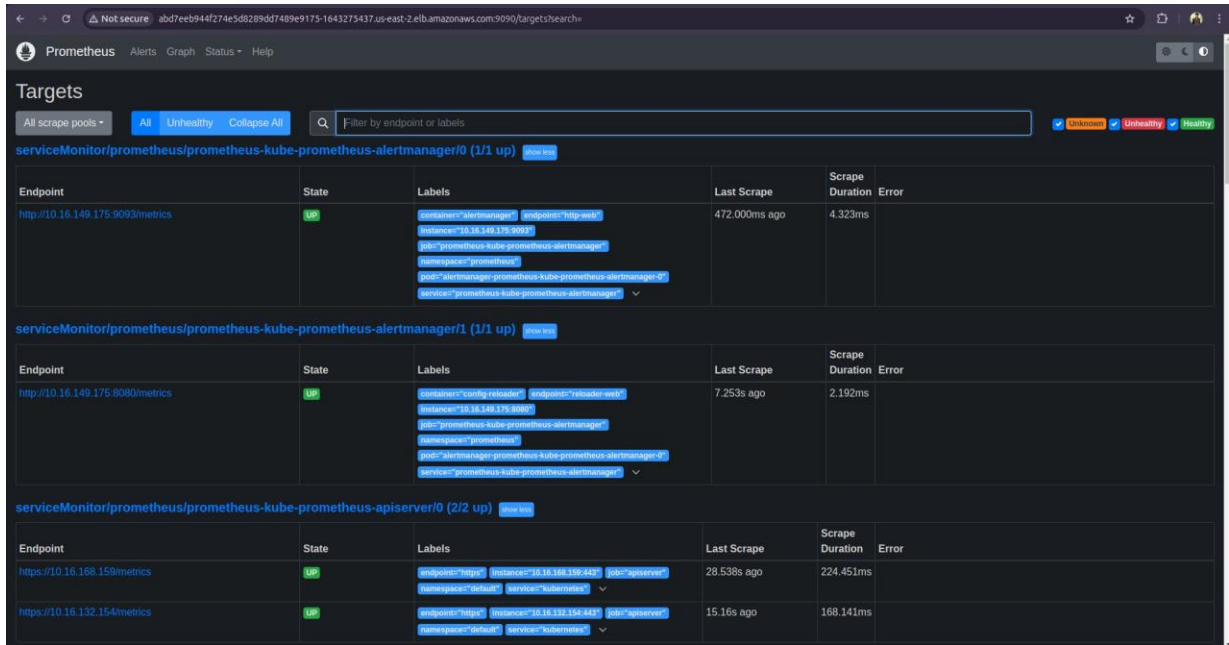 Not secure abd7eeb944f274e5d8289dd7489e9175-1643275437.us-east-2.elb.amazonaws.com:9090/targets?search=
Prometheus Alerts Graph Status Help
Targets
All scrape pools All Unhealthy Collapse All Filter by endpoint or labels Unknown Unhealthy Healthy
serviceMonitor/prometheus/prometheus-kube-prometheus-alertmanager/0 (1/1 up) show less
Scrape
Endpoint State Labels Last Scrape Duration Error
http://10.16.149.175:9093/metrics UP container="alertmanager" endpoint="http-web" 472.000ms ago 4.323ms
instance="10.16.149.175:9093"
job="prometheus-kube-prometheus-alertmanager"
namespace="prometheus"
pod="alertmanager-prometheus-kube-prometheus-alertmanager-0"
service="prometheus-kube-prometheus-alertmanager"
serviceMonitor/prometheus/prometheus-kube-prometheus-alertmanager/1 (1/1 up) show less
Scrape
Endpoint State Labels Last Scrape Duration Error
http://10.16.149.175:8080/metrics UP container="config-reloader" endpoint="reloader-web" 7.253s ago 2.192ms
instance="10.16.149.175:8080"
job="prometheus-kube-prometheus-alertmanager"
namespace="prometheus"
pod="alertmanager-prometheus-kube-prometheus-alertmanager-0"
service="prometheus-kube-prometheus-alertmanager"
serviceMonitor/prometheus/prometheus-kube-prometheus-apiserver/0 (2/2 up) show less
Scrape
Endpoint State Labels Last Scrape Duration Error
https://10.16.168.159/metrics UP endpoint="https" instance="10.16.168.159:443" job="apiserver" 28.538s ago 224.451ms
namespace="default" service="kubernetes"
https://10.16.132.154/metrics UP endpoint="https" instance="10.16.132.154:443" job="apiserver" 15.16s ago 168.141ms
namespace="default" service="kubernetes"